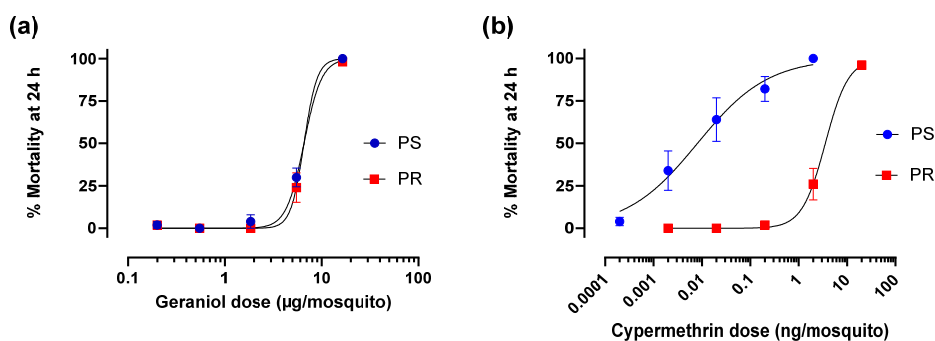 (a)
% Mortality at 24 h
100
75
50
25
0
0.1
1
10
100
Geraniol dose (µg/mosquito)
PS
PR
(b)
% Mortality at 24 h
100
75
50
25
0
0.0001
0.001
0.01
0.1
1
10
100
Cypermethrin dose (ng/mosquito)
PS
PR